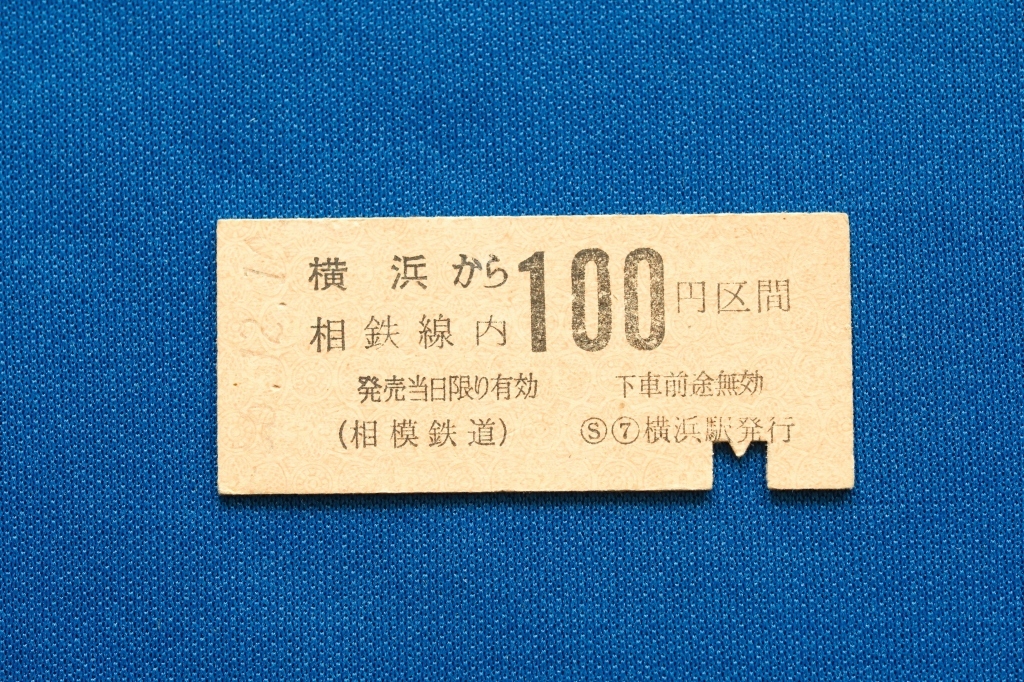 横浜から
相鉄線内
100円区間
発売当日限り有効 下車前途無効
(相模鉄道) Ⓢ⑦横浜駅発行